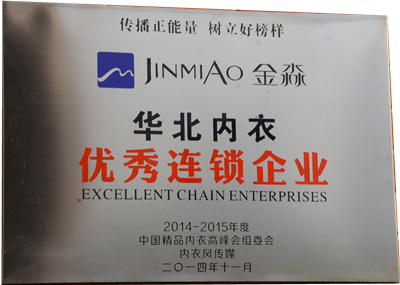 传播正能量 树立好榜样
JINMIAO 金淼
华北内衣
优秀连锁企业
EXCELLENT CHAIN ENTERPRISES
2014-2015年度
中国精品内衣高峰会组委会
内衣风传媒
二〇一四年十一月